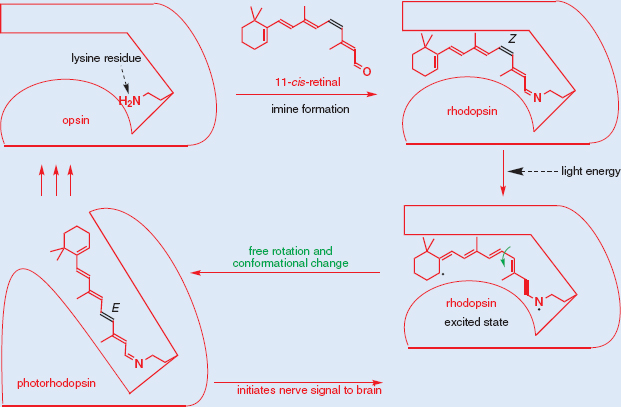 lysine residue
H2N
opsin
O
11-cis-retinal
imine formation
Z
N
rhodopsin
light energy
free rotation and
conformational change
rhodopsin
N
excited state
E
N
photorhodopsin
initiates nerve signal to brain